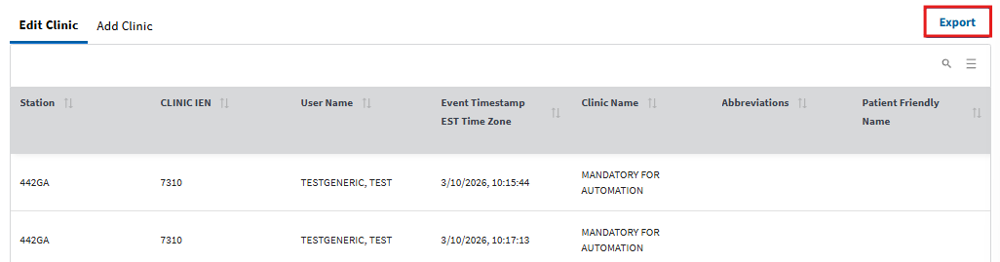 Edit Clinic Add Clinic Export
Station CLINIC IEN User Name Event Timestamp Clinic Name Abbreviations Patient Friendly
EST Time Zone Name
442GA 7310 TESTGENERIC, TEST 3/10/2026, 10:15:44 MANDATORY FOR
AUTOMATION
442GA 7310 TESTGENERIC, TEST 3/10/2026, 10:17:13 MANDATORY FOR
AUTOMATION